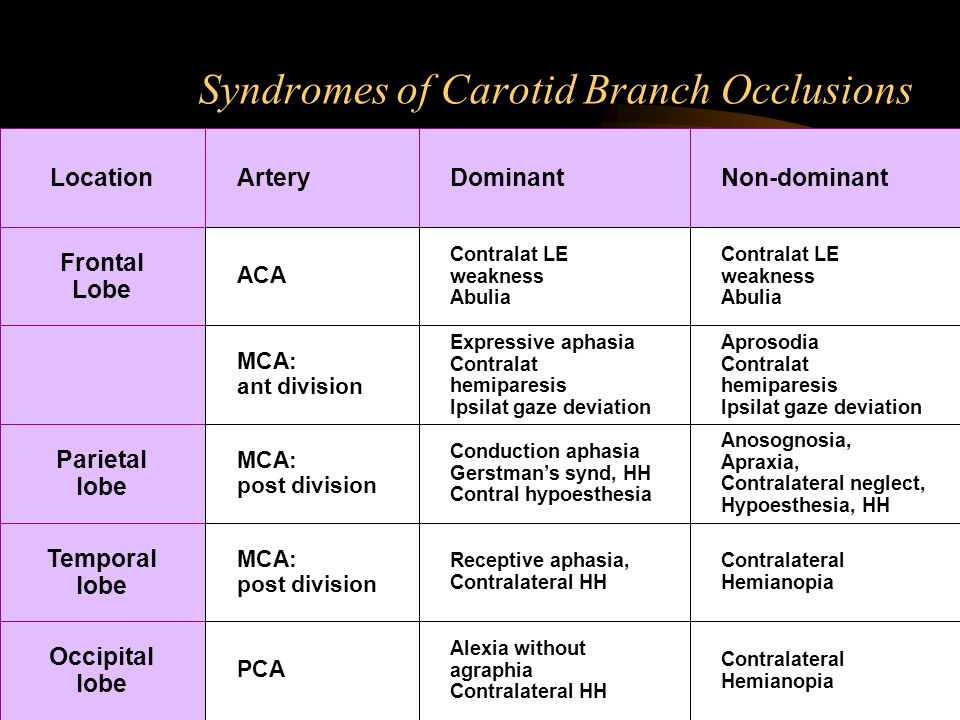 Syndromes of Carotid Branch Occlusions
Location
Artery
Dominant
Non-dominant
Frontal
Lobe
ACA
Contralat LE
weakness
Abulia
Contralat LE
weakness
Abulia
MCA:
ant division
Expressive aphasia
Contralat
hemiparesis
Ipsilat gaze deviation
Aprosodia
Contralat
hemiparesis
Ipsilat gaze deviation
Parietal
lobe
MCA:
post division
Conduction aphasia
Gerstman's synd, HH
Contral hypoesthesia
Anosognosia,
Apraxia,
Contralateral neglect,
Hypoesthesia, HH
Temporal
lobe
MCA:
post division
Receptive aphasia,
Contralateral HH
Contralateral
Hemianopia
Occipital
lobe
PCA
Alexia without
agraphia
Contralateral HH
Contralateral
Hemianopia